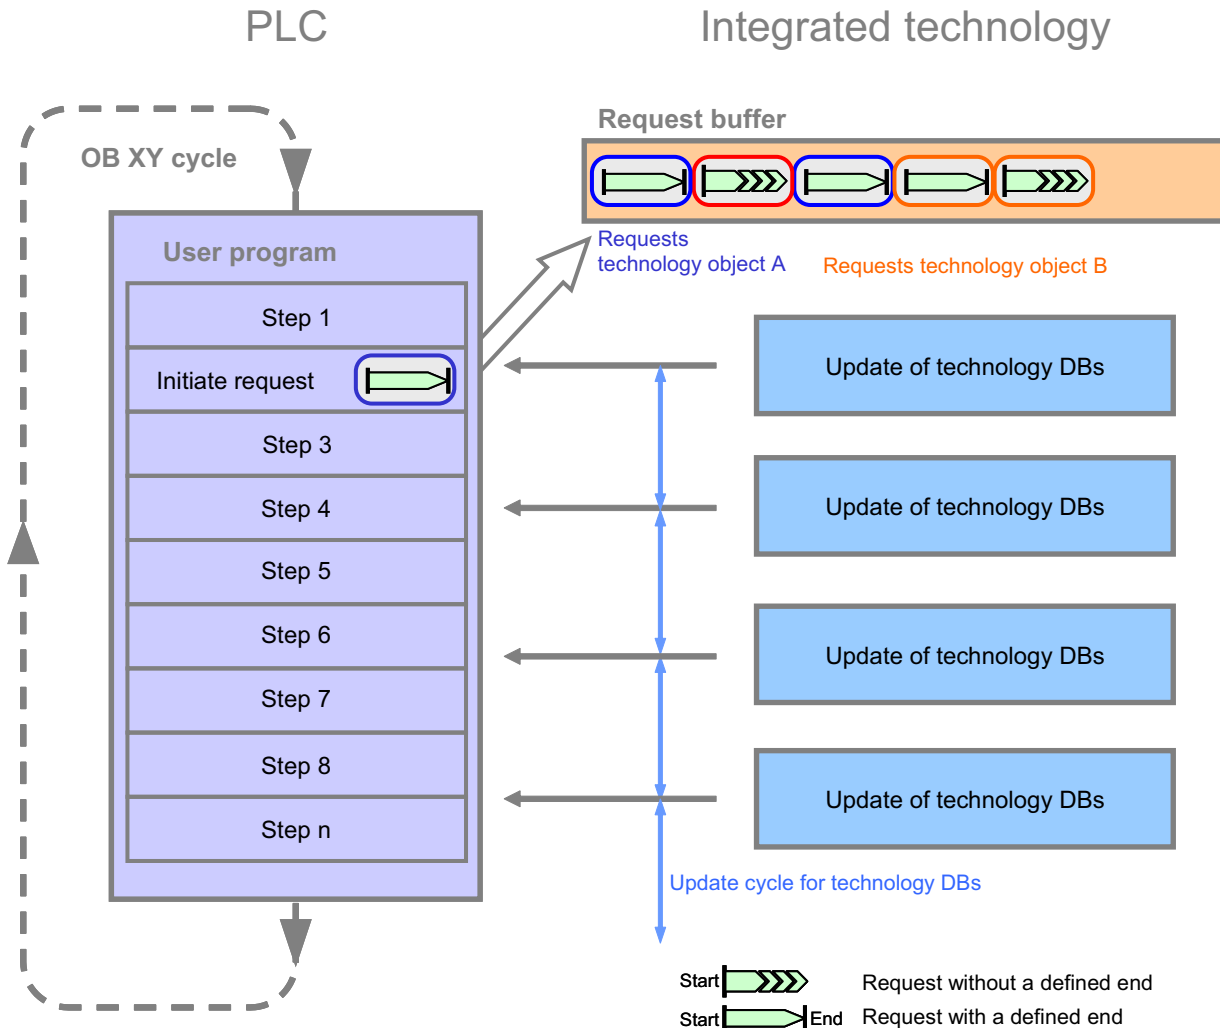 PLC
Integrated technology
OB XY cycle
Request buffer
Requests
technology object A
Requests technology object B
User program
Step 1
Initiate request
Step 3
Step 4
Step 5
Step 6
Step 7
Step 8
Step n
Update of technology DBs
Update of technology DBs
Update of technology DBs
Update of technology DBs
Update cycle for technology DBs
Start Request without a defined end
Start End Request with a defined end